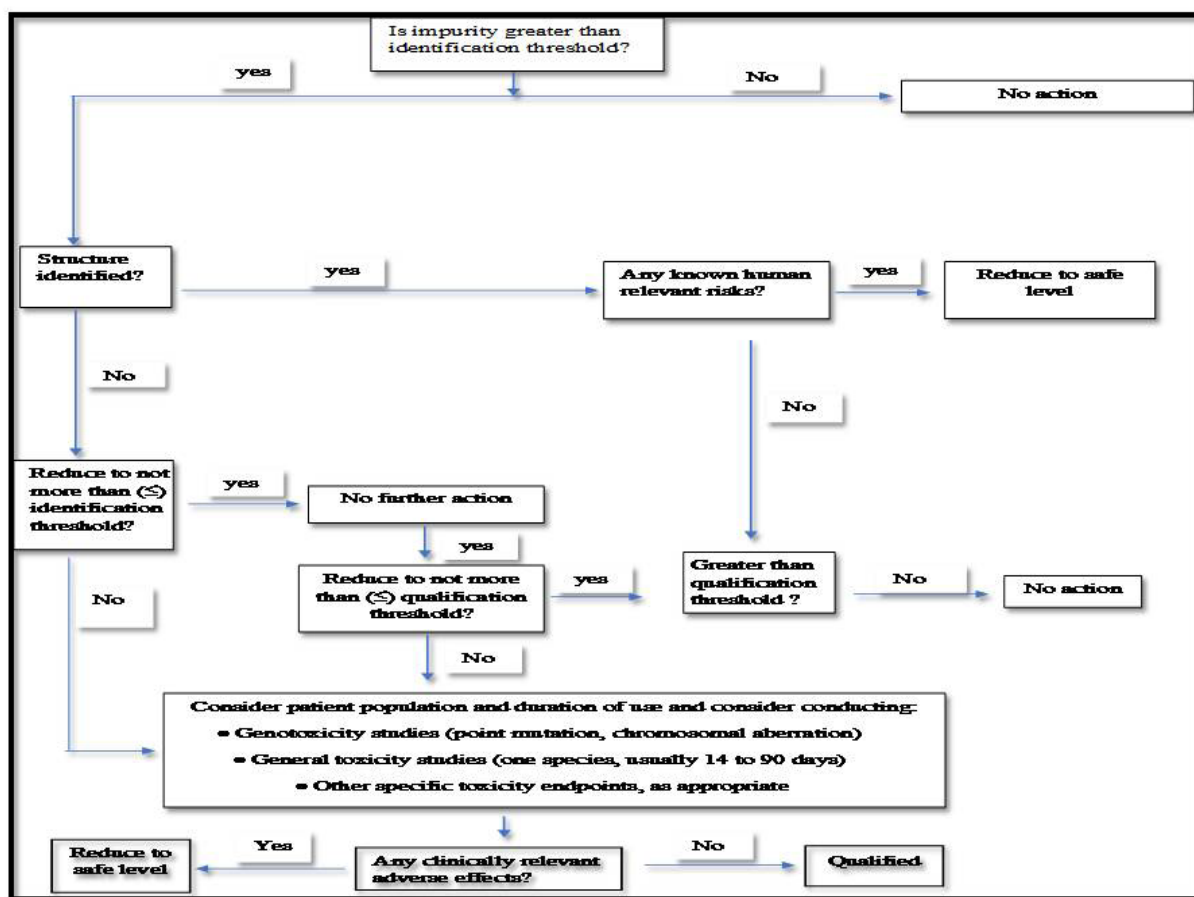 Is impurity greater than
identification threshold?
yes
No
No action
Structure
identified?
yes
Any known human
relevant risks?
yes
Reduce to safe
level
No
No
Reduce to not
more than (≤)
identification
threshold?
yes
No further action
yes
Reduce to not more
than (≤) qualification
threshold?
yes
Greater than
qualification
threshold ?
No
No action
No
No
Consider patient population and duration of use and consider conducting:
● Genotoxicity studies (point mutation, chromosomal aberration)
● General toxicity studies (one species, usually 14 to 90 days)
● Other specific toxicity endpoints, as appropriate
Reduce to
safe level
Yes
Any clinically relevant
adverse effects?
No
Qualified